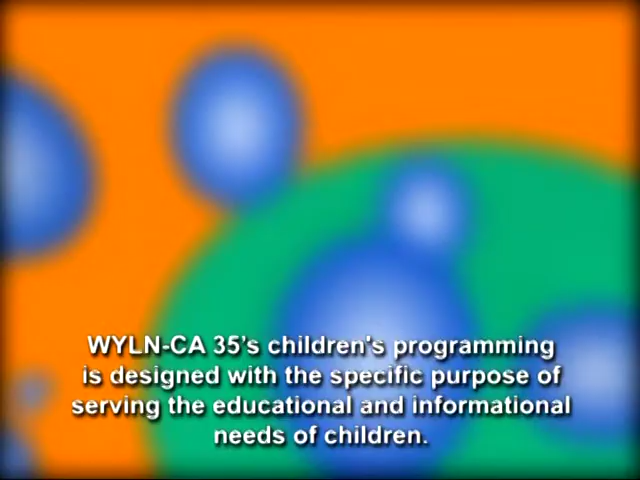 WYLN-CA 35’s children's programming
is designed with the specific purpose of
serving the educational and informational
needs of children.